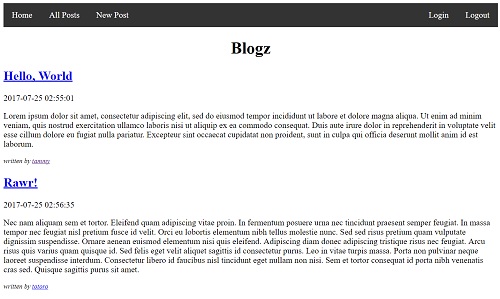 Home All Posts New Post Login Logout
Blogz
Hello, World
2017-07-25 02:55:01
Lorem ipsum dolor sit amet, consectetur adipiscing elit, sed do eiusmod tempor incididunt ut labore et dolore magna aliqua. Ut enim ad minim
veniam, quis nostrud exercitation ullamco laboris nisi ut aliquip ex ea commodo consequat. Duis aute irure dolor in reprehenderit in voluptate velit
esse cillum dolore eu fugiat nulla pariatur. Excepteur sint occaecat cupidatat non proident, sunt in culpa qui officia deserunt mollit anim id est
laborum.
written by tammy
Rawr!
2017-07-25 02:56:35
Nec nam aliquam sem et tortor. Eleifend quam adipiscing vitae proin. In fermentum posuere urna nec tincidunt praesent semper feugiat. In massa
tempor nec feugiat nisl pretium fusce id velit. Orci eu lobortis elementum nibh tellus molestie nunc. Sed sed risus pretium quam vulputate
dignissim suspendisse. Ornare aenean euismod elementum nisi quis eleifend. Adipiscing diam donec adipiscing tristique risus nec feugiat. Arcu
risus quis varius quam quisque id. Sed felis eget velit aliquet sagittis id consectetur purus. Leo in vitae turpis massa. Porta non pulvinar neque
laoreet suspendisse interdum. Consectetur libero id faucibus nisl tincidunt eget nullam non nisi. Sem et tortor consequat id porta nibh venenatis
cras sed. Quisque sagittis purus sit amet.
written by totoro